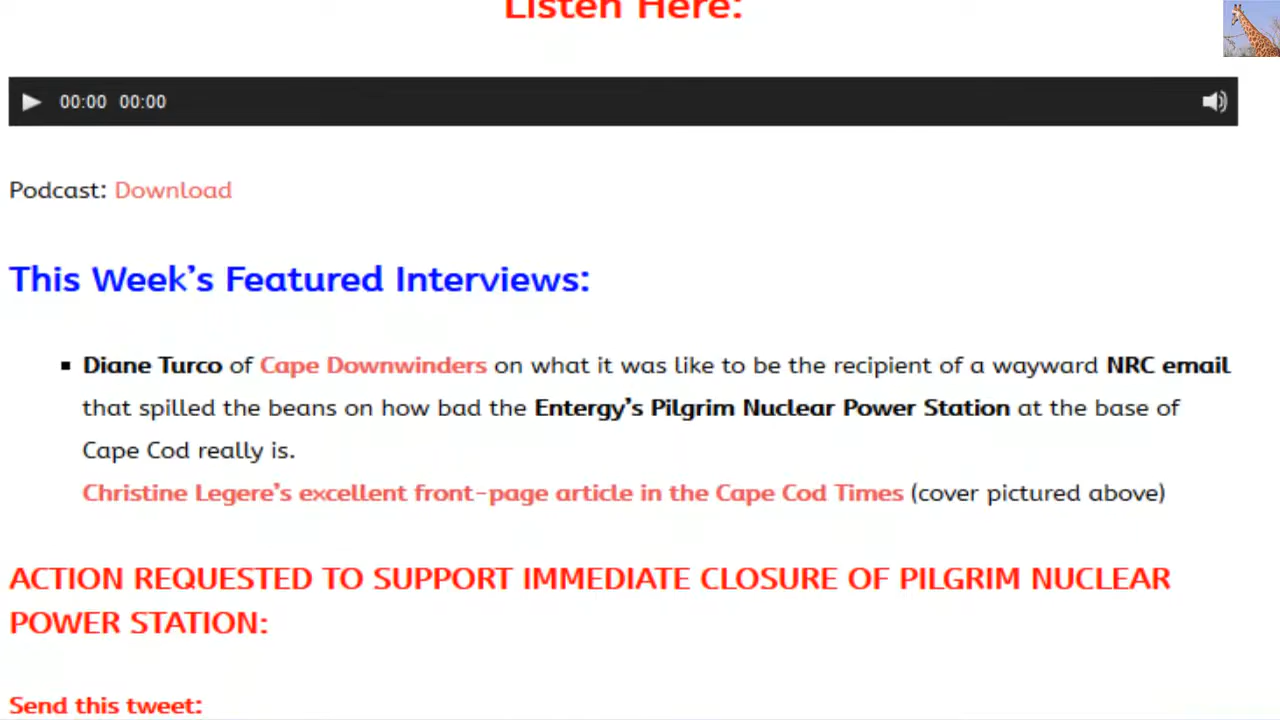 Listen Here:
00:00 00:00
Podcast: Download
This Week's Featured Interviews:
Diane Turco of Cape Downwinders on what it was like to be the recipient of a wayward NRC email
that spilled the beans on how bad the Entergy's Pilgrim Nuclear Power Station at the base of
Cape Cod really is.
Christine Legere's excellent front-page article in the Cape Cod Times (cover pictured above)
ACTION REQUESTED TO SUPPORT IMMEDIATE CLOSURE OF PILGRIM NUCLEAR
POWER STATION:
Send this tweet: